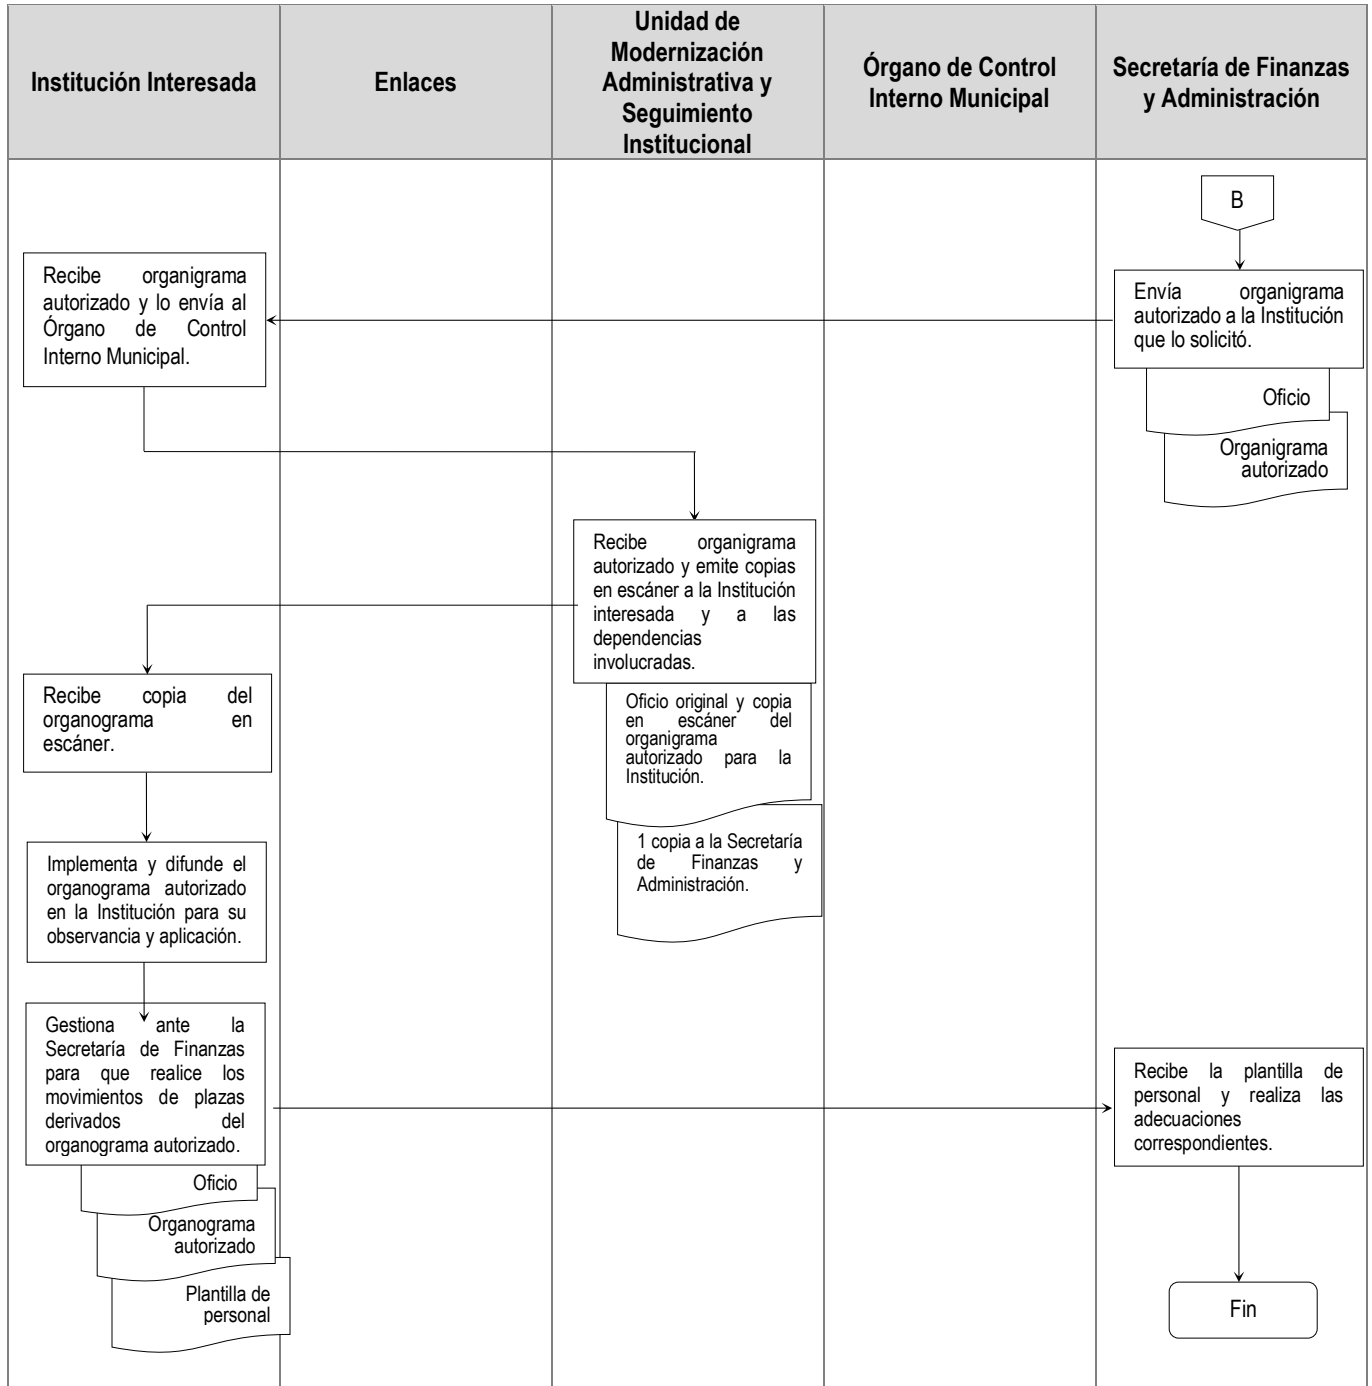 Institución Interesada
Enlaces
Unidad de
Modernización
Administrativa y
Seguimiento
Institucional
Órgano de Control
Interno Municipal
Secretaría de Finanzas
y Administración
B
Envía organigrama
autorizado a la Institución
que lo solicitó.
Oficio
Organigrama
autorizado
Recibe organigrama
autorizado y lo envía al
Órgano de Control
Interno Municipal.
Recibe organigrama
autorizado y emite copias
en escáner a la Institución
interesada y a las
dependencias
involucradas.
Oficio original y copia
en escáner del
organigrama
autorizado para la
Institución.
1 copia a la Secretaría
de Finanzas y
Administración.
Recibe copia del
organograma en
escáner.
Implementa y difunde el
organograma autorizado
en la Institución para su
observancia y aplicación.
Gestiona ante la
Secretaría de Finanzas
para que realice los
movimientos de plazas
derivados del
organograma autorizado.
Oficio
Organograma
autorizado
Plantilla de
personal
Recibe la plantilla de
personal y realiza las
adecuaciones
correspondientes.
Fin